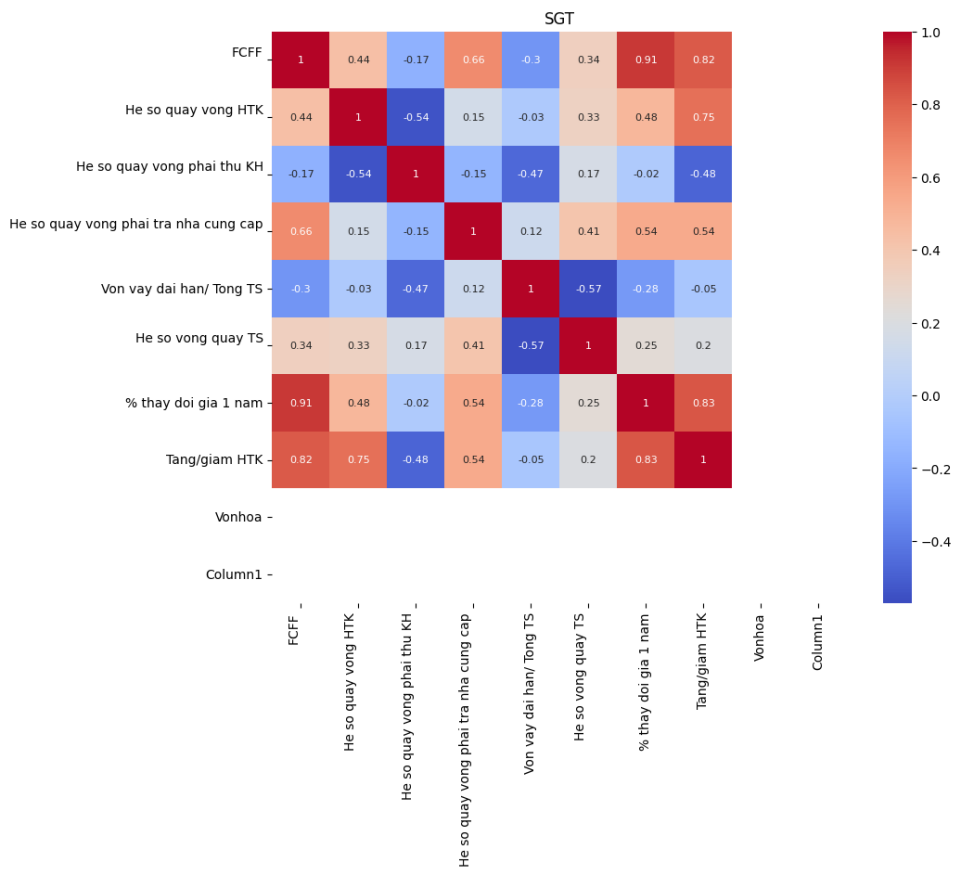 SGT
FCFF 1 0.44 -0.17 0.66 -0.3 0.34 0.91 0.82
He so quay vong HTK 0.44 1 -0.54 0.15 -0.03 0.33 0.48 0.75
He so quay vong phai thu KH -0.17 -0.54 1 -0.15 -0.47 0.17 -0.02 -0.48
He so quay vong phai tra nha cung cap 0.66 0.15 -0.15 1 0.12 0.41 0.54 0.54
Von vay dai han/ Tong TS -0.3 -0.03 -0.47 0.12 1 -0.57 -0.28 -0.05
He so vong quay TS 0.34 0.33 0.17 0.41 -0.57 1 0.25 0.2
% thay doi gia 1 nam 0.91 0.48 -0.02 0.54 -0.28 0.25 1 0.83
Tang/giam HTK 0.82 0.75 -0.48 0.54 -0.05 0.2 0.83 1
Vonhoa
Column1
FCFF
He so quay vong HTK
He so quay vong phai thu KH
He so quay vong phai tra nha cung cap
Von vay dai han/ Tong TS
He so vong quay TS
% thay doi gia 1 nam
Tang/giam HTK
Vonhoa
Column1
1.0
0.8
0.6
0.4
0.2
0.0
−0.2
−0.4